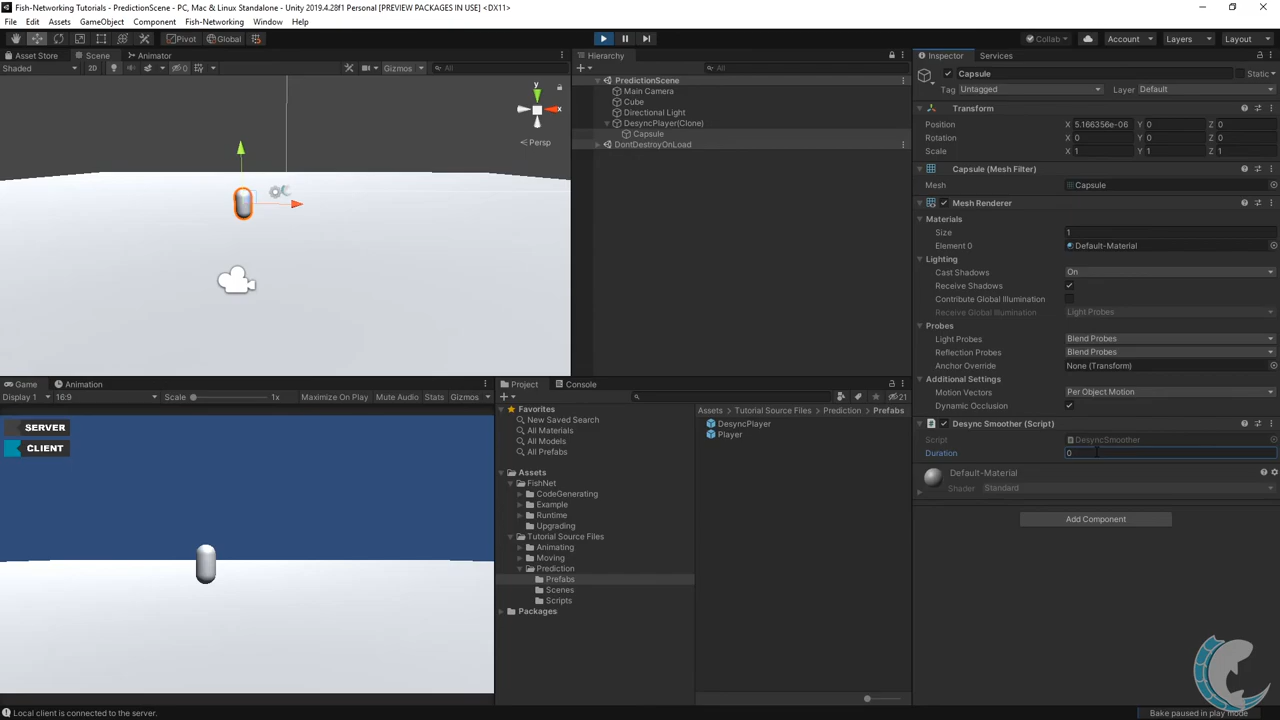 Fish-Networking Tutorials - PredictionScene - PC, Mac & Linux Standalone - Unity 2019.4.28f1 Personal [PREVIEW PACKAGES IN USE] <DX11>
File Edit Assets GameObject Component Fish-Networking Window Help
Pivot Global Collab Account Layers Layout
Asset Store Scene Animator
Shaded 2D 0 Gizmos All
y
x
Persp
Game Animation
Display 1 16:9 Scale 1x Maximize On Play Mute Audio Stats Gizmos
SERVER
CLIENT
Hierarchy
All
PredictionScene
Main Camera
Cube
Directional Light
DesyncPlayer(Clone)
Capsule
DontDestroyOnLoad
Project Console
21
Favorites
New Saved Search
All Materials
All Models
All Prefabs
Assets
FishNet
CodeGenerating
Example
Runtime
Upgrading
Tutorial Source Files
Animating
Moving
Prediction
Prefabs
Scenes
Scripts
Packages
Assets Tutorial Source Files Prediction Prefabs
DesyncPlayer
Player
Inspector Services
Capsule Static
Tag Untagged Layer Default
Transform
Position X 5.166356e-06 Y 0 Z 0
Rotation X 0 Y 0 Z 0
Scale X 1 Y 1 Z 1
Capsule (Mesh Filter)
Mesh Capsule
Mesh Renderer
Materials
Size 1
Element 0 Default-Material
Lighting
Cast Shadows On
Receive Shadows
Contribute Global Illumination
Receive Global Illumination Light Probes
Probes
Light Probes Blend Probes
Reflection Probes Blend Probes
Anchor Override None (Transform)
Additional Settings
Motion Vectors Per Object Motion
Dynamic Occlusion
Desync Smoother (Script)
Script DesyncSmoother
Duration 0
Default-Material
Shader Standard
Add Component
Local client is connected to the server.
Bake paused in play mode